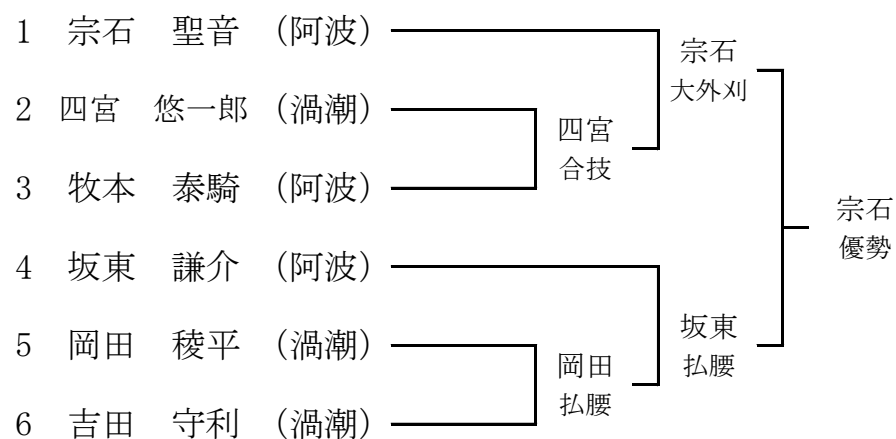 1 宗石 聖音 (阿波)
2 四宮 悠一郎 (渦潮)
3 牧本 泰騎 (阿波)
4 坂東 謙介 (阿波)
5 岡田 稜平 (渦潮)
6 吉田 守利 (渦潮)
四宮
合技
岡田
払腰
宗石
大外刈
坂東
払腰
宗石
優勢